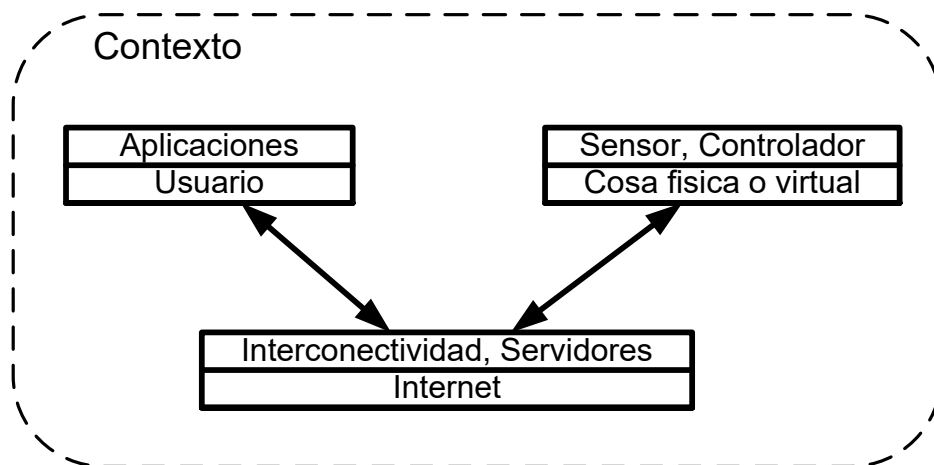 Contexto
Aplicaciones
Usuario
Sensor, Controlador
Cosa fisica o virtual
Interconectividad, Servidores
Internet